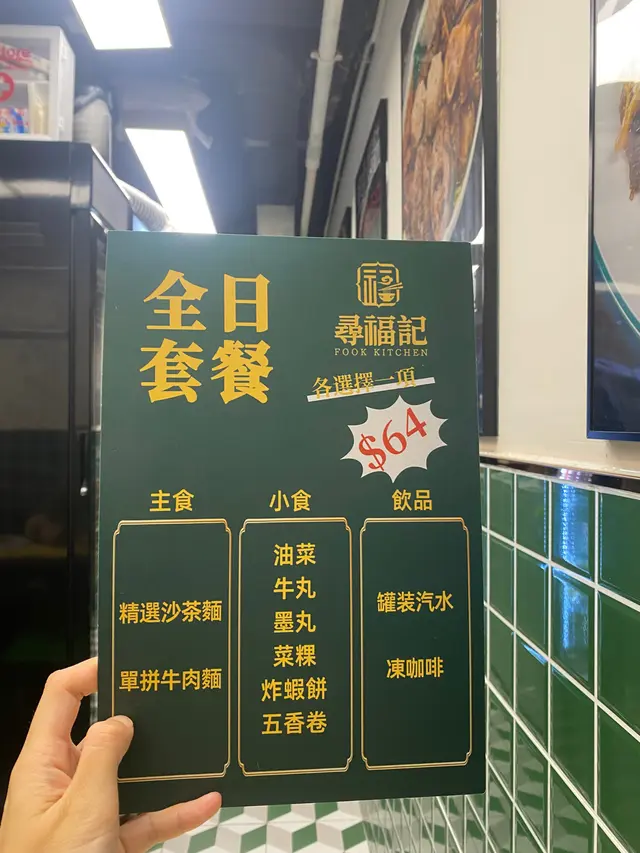 全日
套餐
尋福記
FOOK KITCHEN
各選擇一項
$64
主食
精選沙茶麵
單拼牛肉麵
小食
油菜
牛丸
墨丸
菜粿
炸蝦餅
五香卷
飲品
罐装汽水
凍咖啡